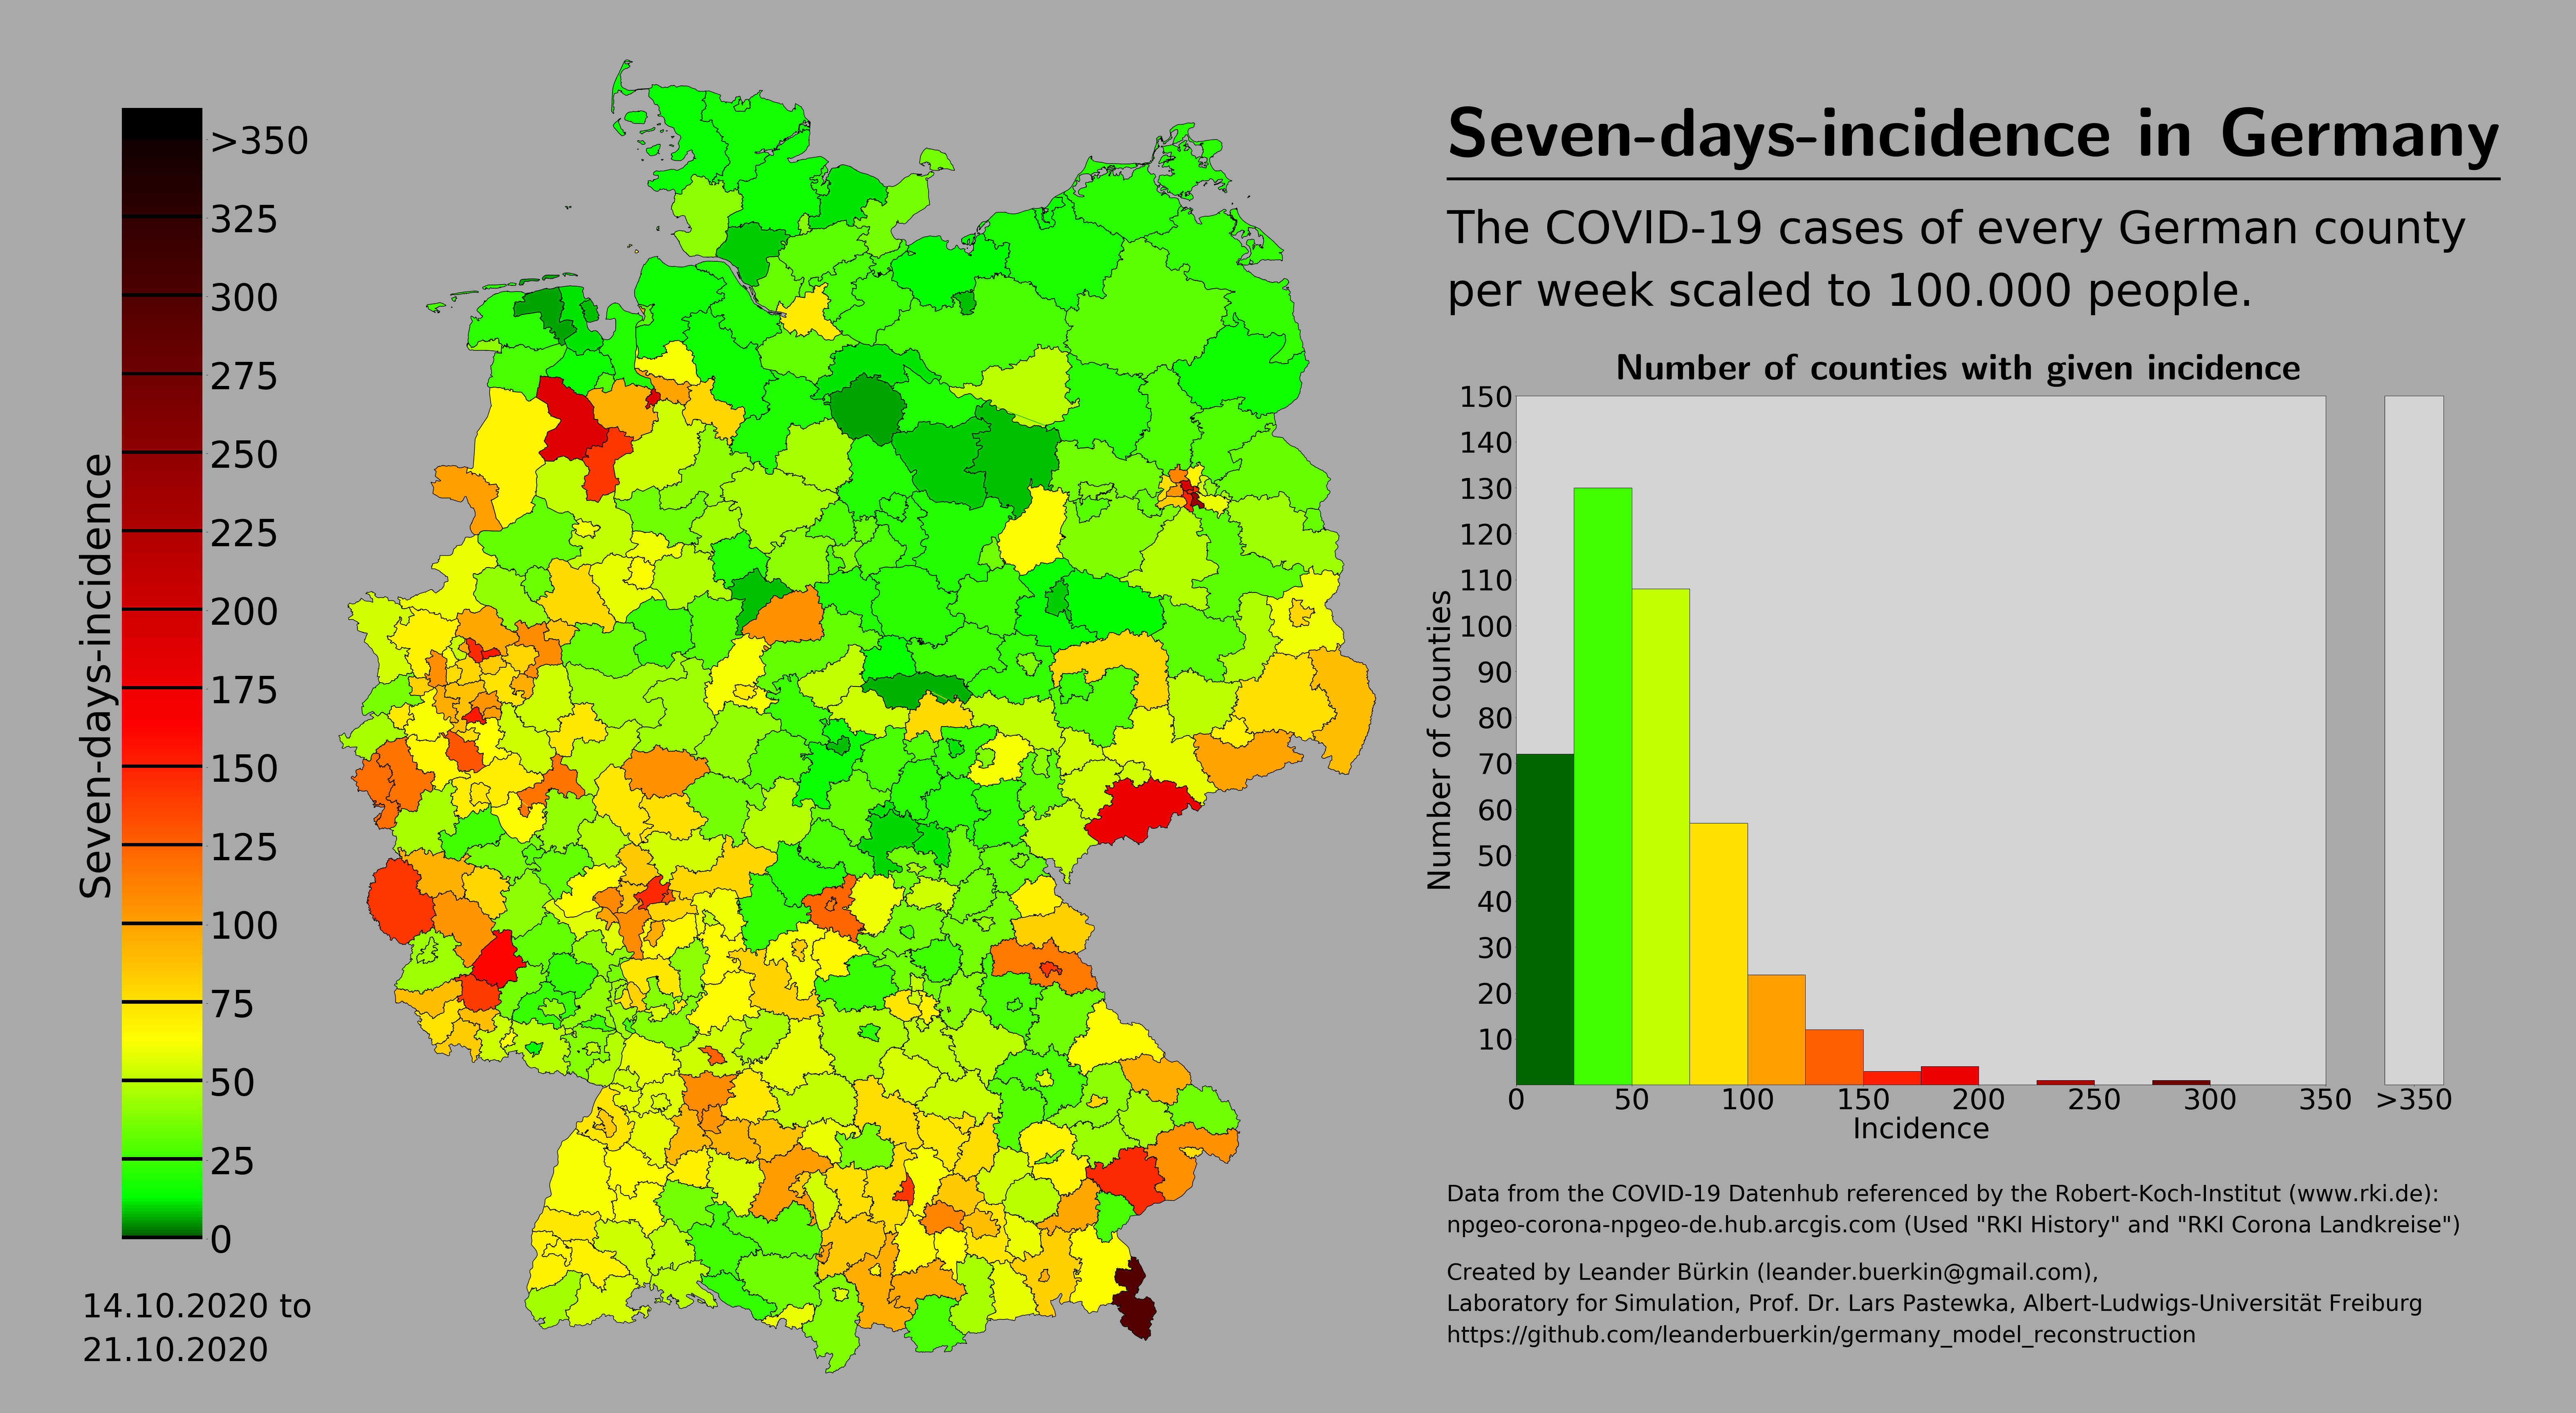 Seven-days-incidence in Germany
The COVID-19 cases of every German county
per week scaled to 100.000 people.
>350
325
300
275
250
225
200
175
150
125
100
75
50
25
0
Seven-days-incidence
14.10.2020 to
21.10.2020
Number of counties with given incidence
150
140
130
120
110
100
90
80
70
60
50
40
30
20
10
Number of counties
0 50 100 150 200 250 300 350 >350
Incidence
Data from the COVID-19 Datenhub referenced by the Robert-Koch-Institut (www.rki.de):
npgeo-corona-npgeo-de.hub.arcgis.com (Used "RKI History" and "RKI Corona Landkreise")
Created by Leander Bürkin (leander.buerkin@gmail.com),
Laboratory for Simulation, Prof. Dr. Lars Pastewka, Albert-Ludwigs-Universität Freiburg
https://github.com/leanderbuerkin/germany_model_reconstruction